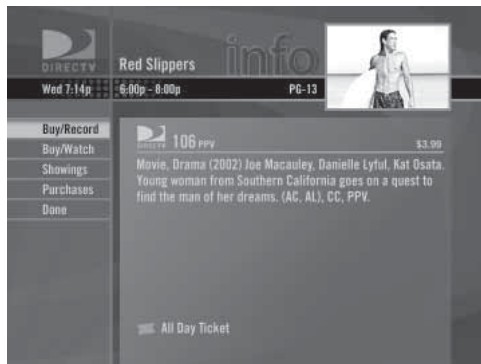 info
DIRECTV
Red Slippers
Wed 7:14p 6:00p - 8:00p PG-13
Buy/Record
Buy/Watch
Showings
Purchases
Done
DIRECTV 106 PPV $3.99
Movie, Drama (2002) Joe Macauley, Danielle Lyful, Kat Osata.
Young woman from Southern California goes on a quest to
find the man of her dreams. (AC, AL), CC, PPV.
All Day Ticket